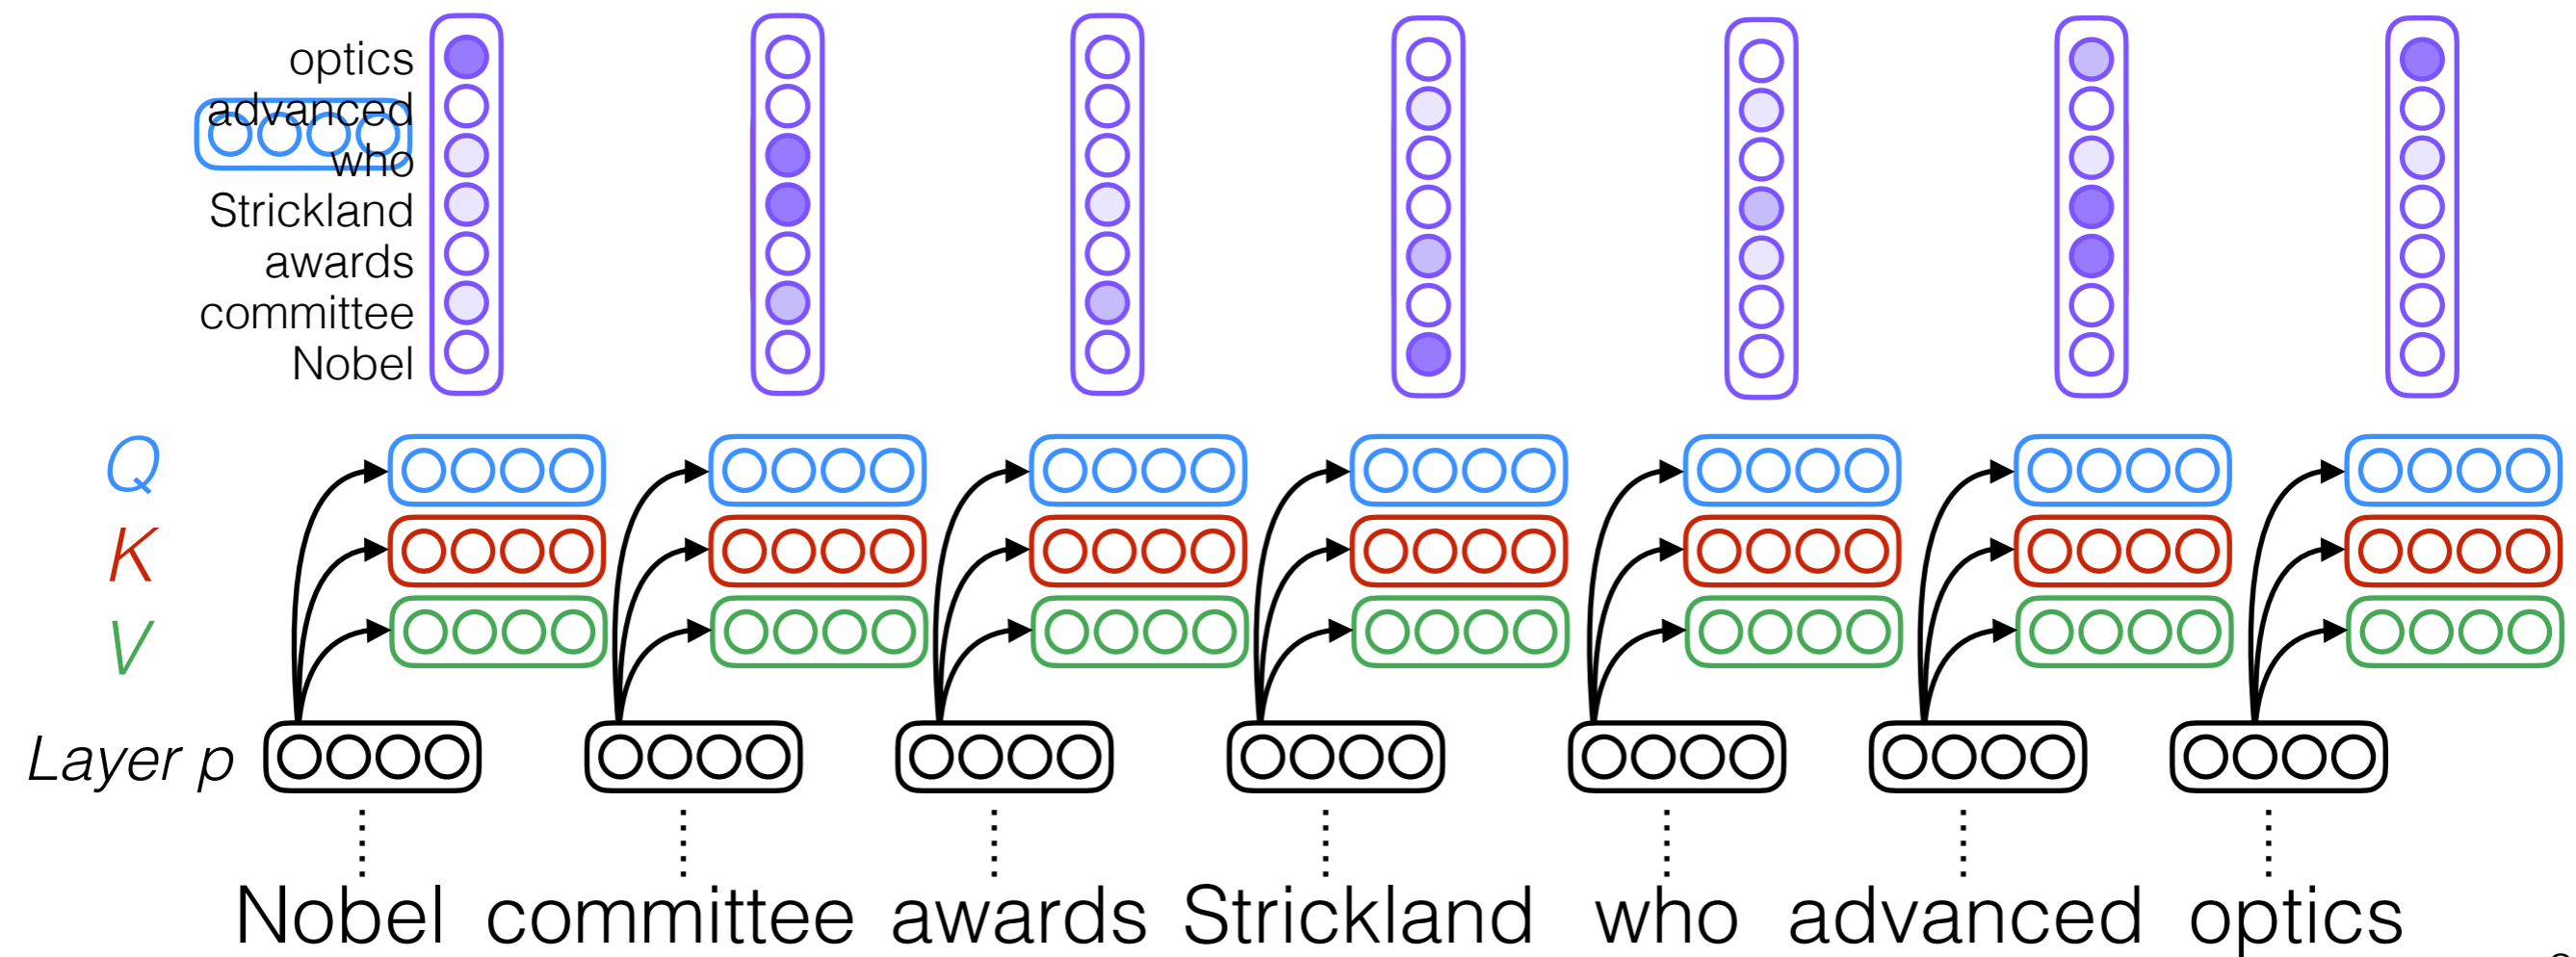 optics
advanced
who
Strickland
awards
committee
Nobel
Q
K
V
Layer p
Nobel committee awards Strickland who advanced optics